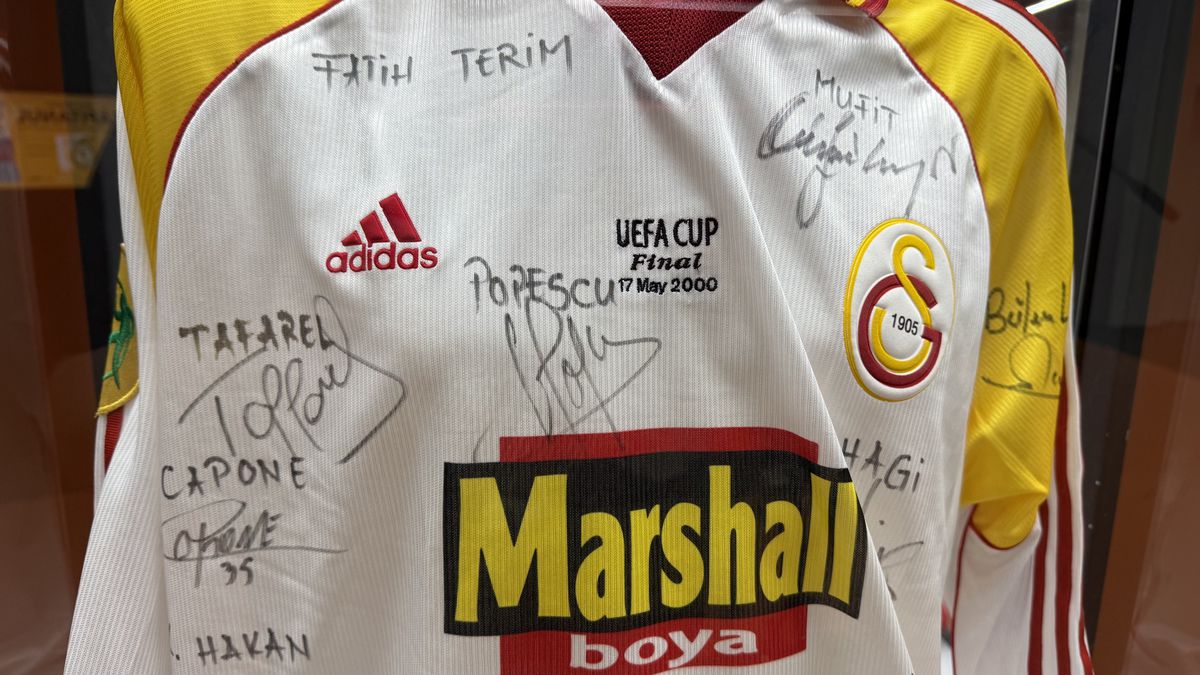 FATIH TERIM
MUFIT
adidas
UEFA CUP
Final
17 May 2000
POPESCU
1905
TAFAREL
HAGi
CAPONE
35
HAKAN
Marshall
boya